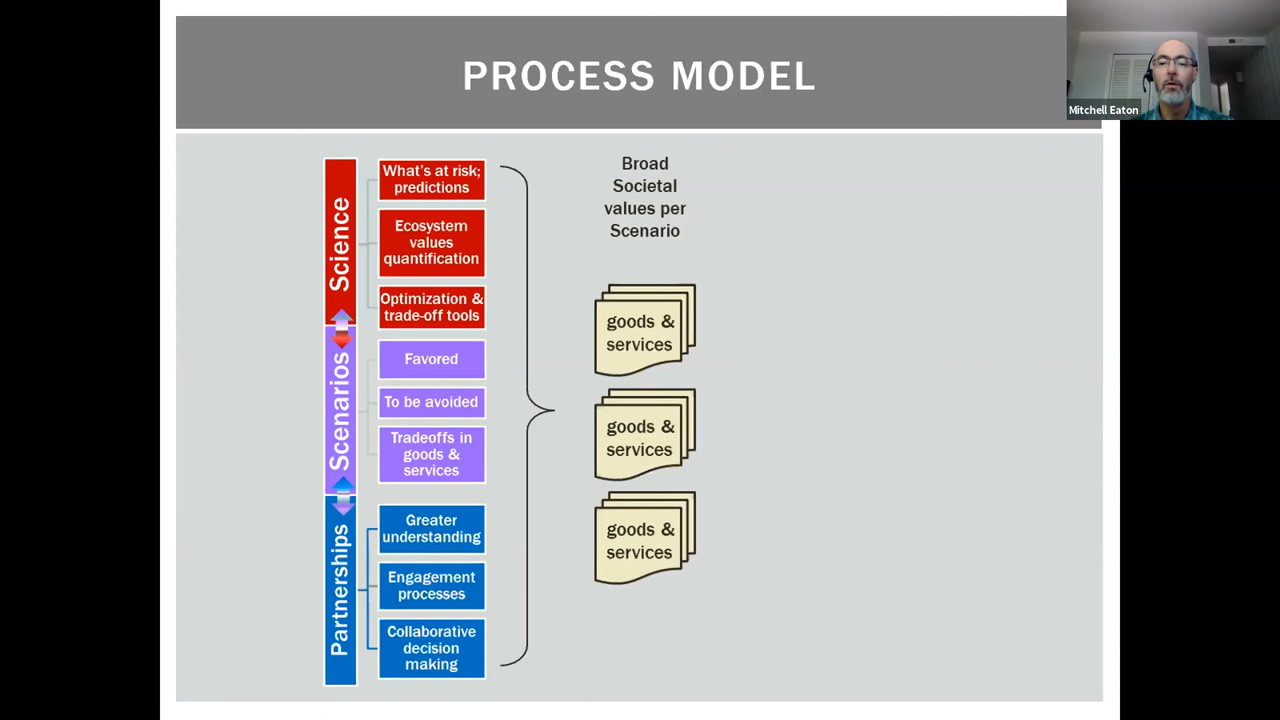 PROCESS MODEL
Mitchell Eaton
Science
What's at risk;
predictions
Ecosystem
values
quantification
Optimization &
trade-off tools
Scenarios
Favored
To be avoided
Tradeoffs in
goods &
services
Partnerships
Greater
understanding
Engagement
processes
Collaborative
decision
making
Broad
Societal
values per
Scenario
goods &
services
goods &
services
goods &
services